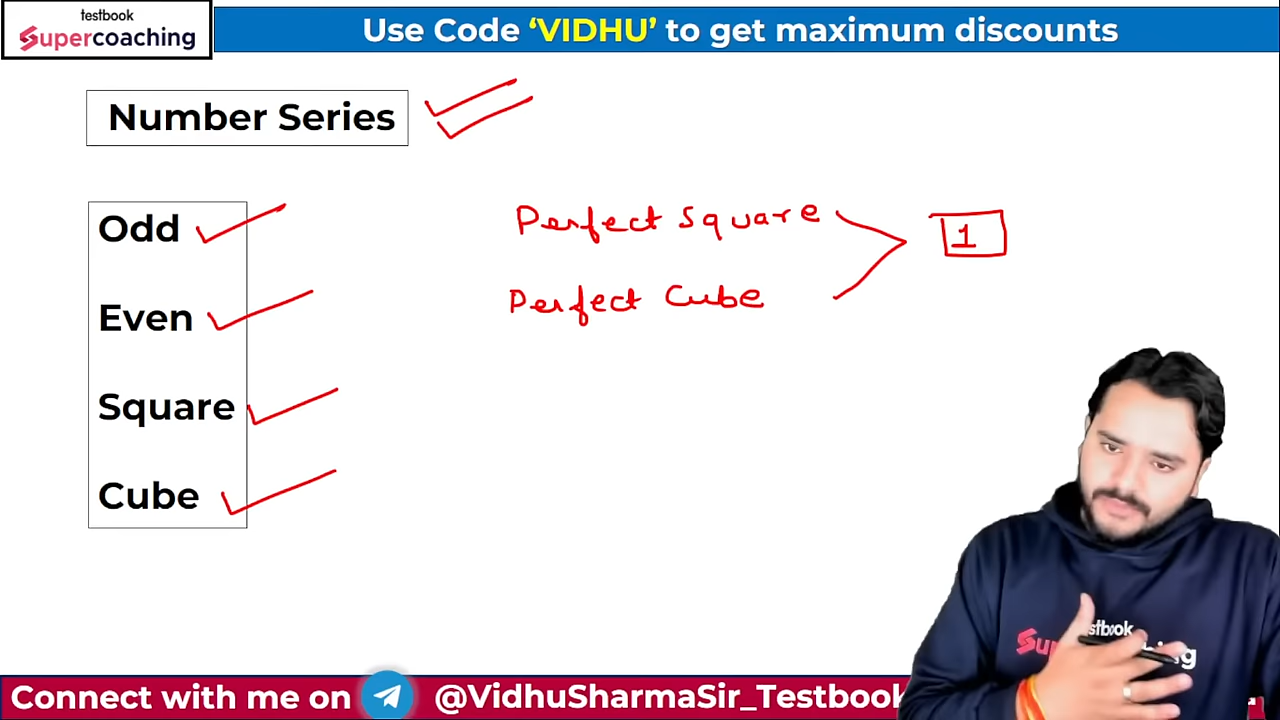 testbook
Supercoaching
Use Code ‘VIDHU’ to get maximum discounts
Number Series
Odd
Even
Square
Cube
Perfect Square
Perfect Cube
1
testbook
Connect with me on @VidhuSharmaSir_Testbook